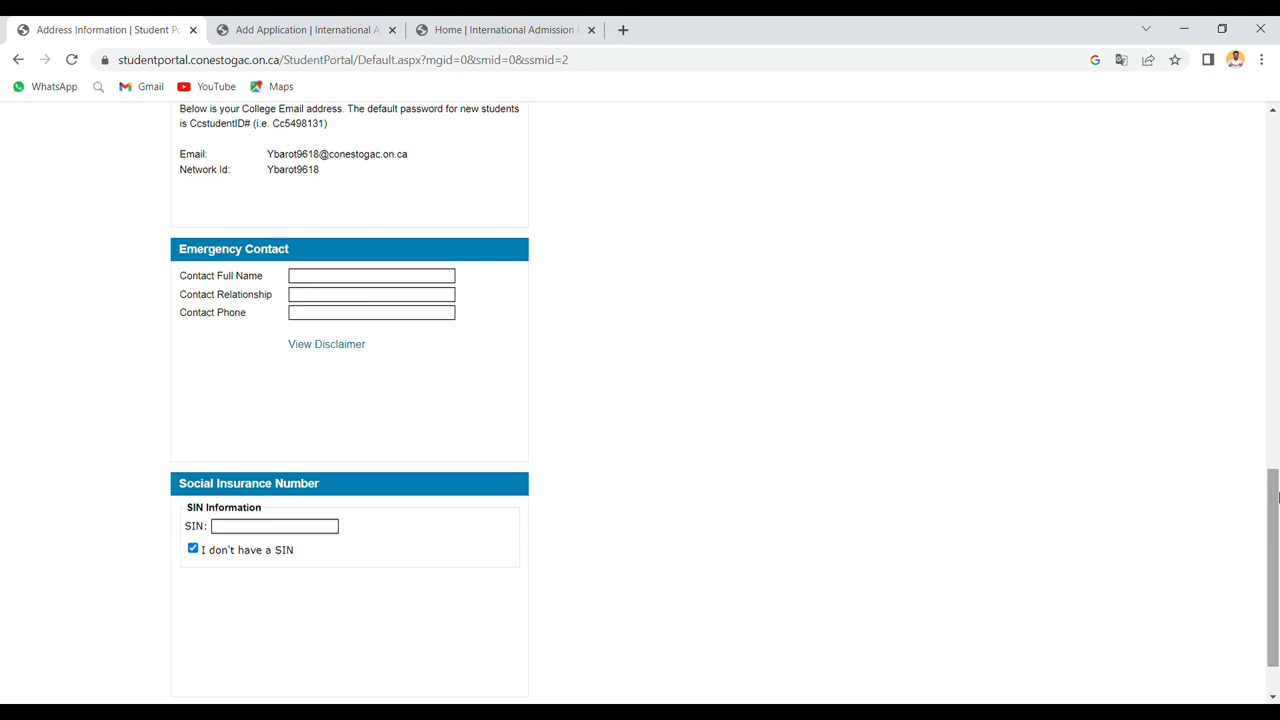 Address Information | Student Po
Add Application | International A
Home | International Admission
studentportal.conestogac.on.ca/StudentPortal/Default.aspx?mgid=0&smid=0&ssmid=2
WhatsApp
Gmail
YouTube
Maps
Below is your College Email address. The default password for new students
is CcstudentID# (i.e. Cc5498131)
Email: Ybarot9618@conestogac.on.ca
Network Id: Ybarot9618
Emergency Contact
Contact Full Name
Contact Relationship
Contact Phone
View Disclaimer
Social Insurance Number
SIN Information
SIN:
I don't have a SIN